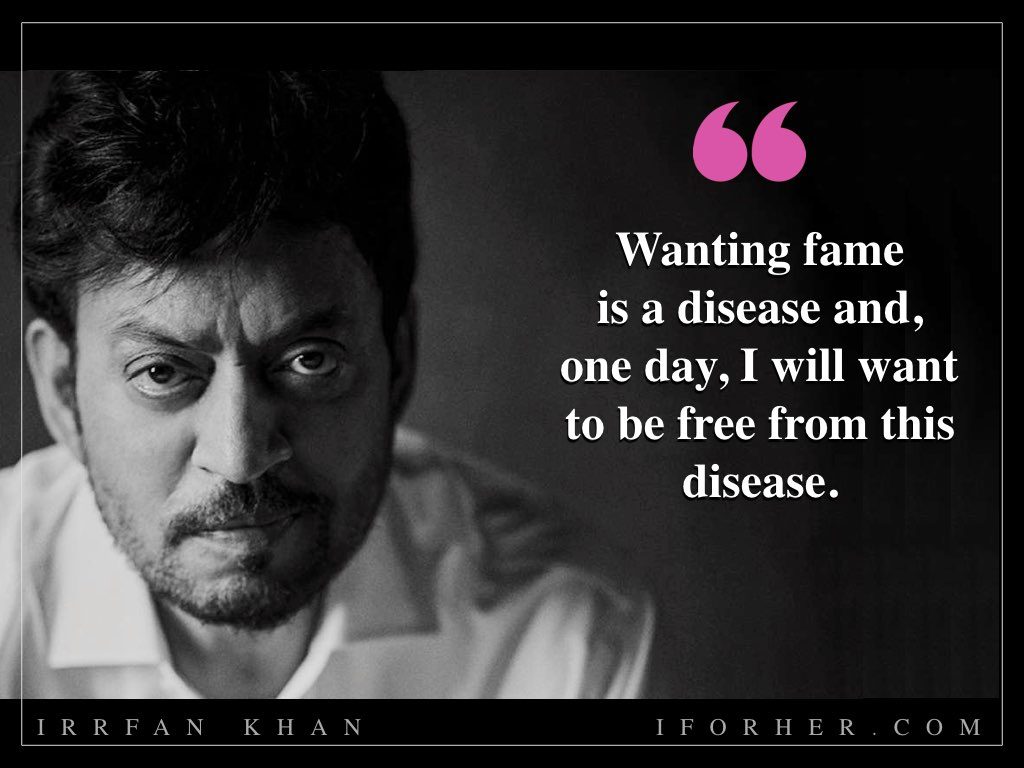 Wanting fame
is a disease and,
one day, I will want
to be free from this
disease.
IRRFAN KHAN
IFORHER.COM